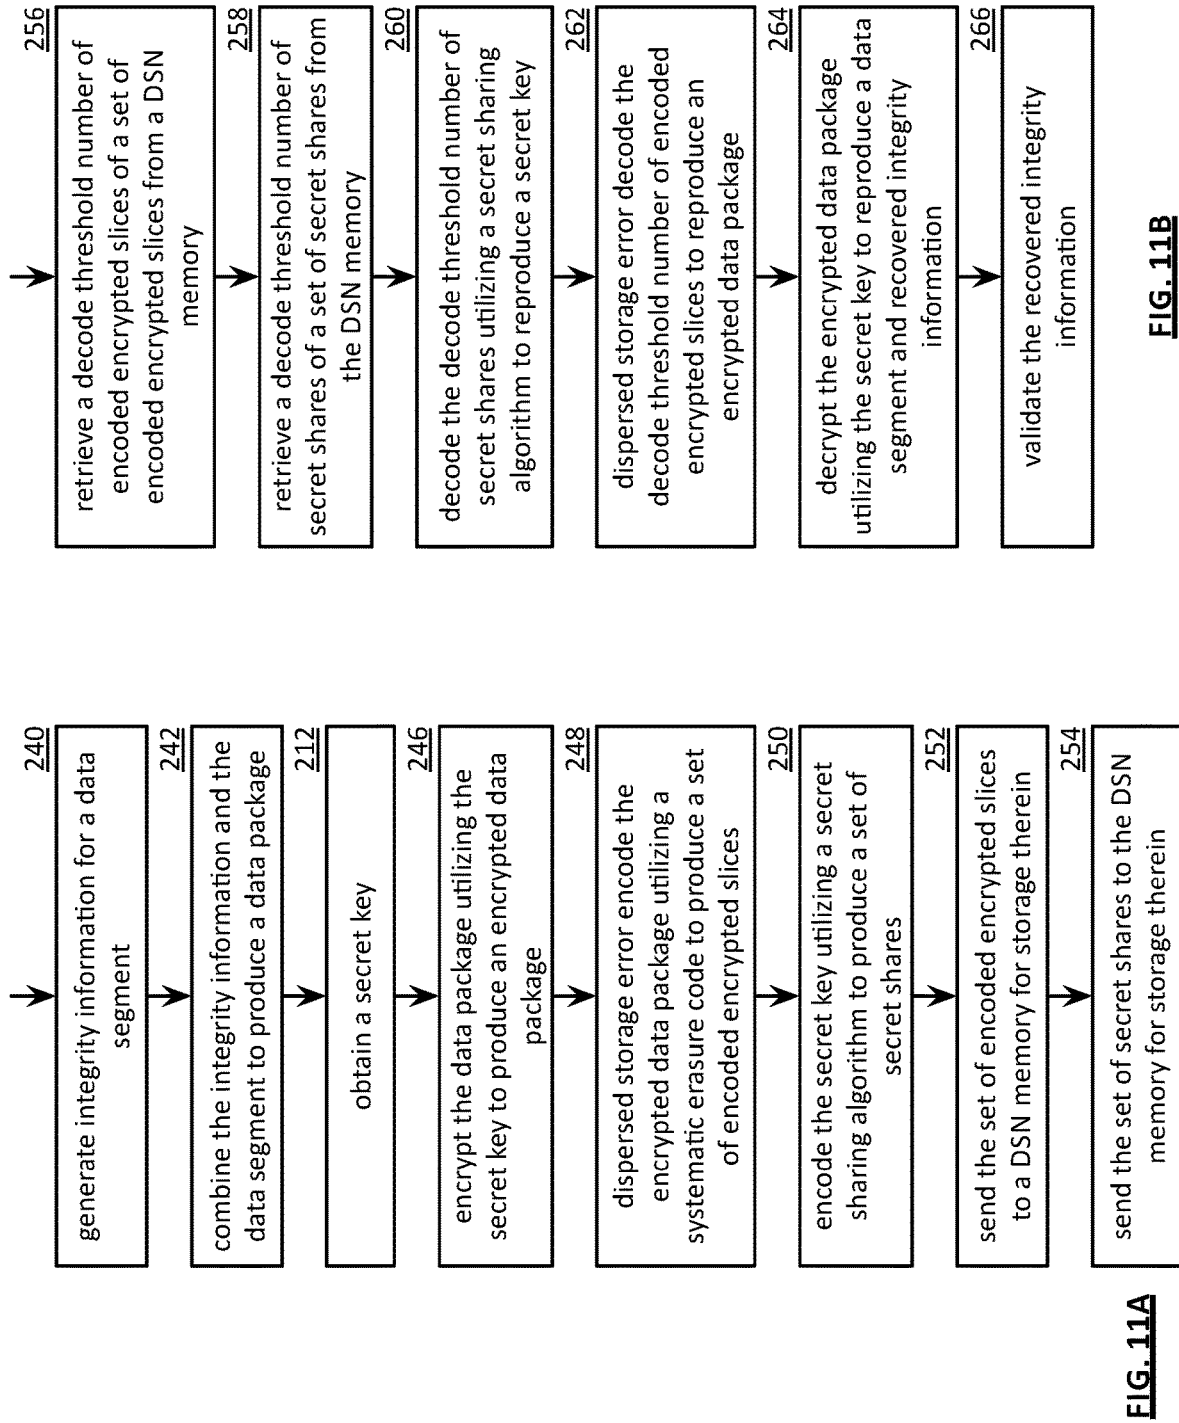 240
generate integrity information for a data
segment
242
combine the integrity information and the
data segment to produce a data package
212
obtain a secret key
246
encrypt the data package utilizing the
secret key to produce an encrypted data
package
248
dispersed storage error encode the
encrypted data package utilizing a
systematic erasure code to produce a set
of encoded encrypted slices
250
encode the secret key utilizing a secret
sharing algorithm to produce a set of
secret shares
252
send the set of encoded encrypted slices
to a DSN memory for storage therein
254
send the set of secret shares to the DSN
memory for storage therein
FIG. 11A
256
retrieve a decode threshold number of
encoded encrypted slices of a set of
encoded encrypted slices from a DSN
memory
258
retrieve a decode threshold number of
secret shares of a set of secret shares from
the DSN memory
260
decode the decode threshold number of
secret shares utilizing a secret sharing
algorithm to reproduce a secret key
262
dispersed storage error decode the
decode threshold number of encoded
encrypted slices to reproduce an
encrypted data package
264
decrypt the encrypted data package
utilizing the secret key to reproduce a data
segment and recovered integrity
information
266
validate the recovered integrity
information
FIG. 11B